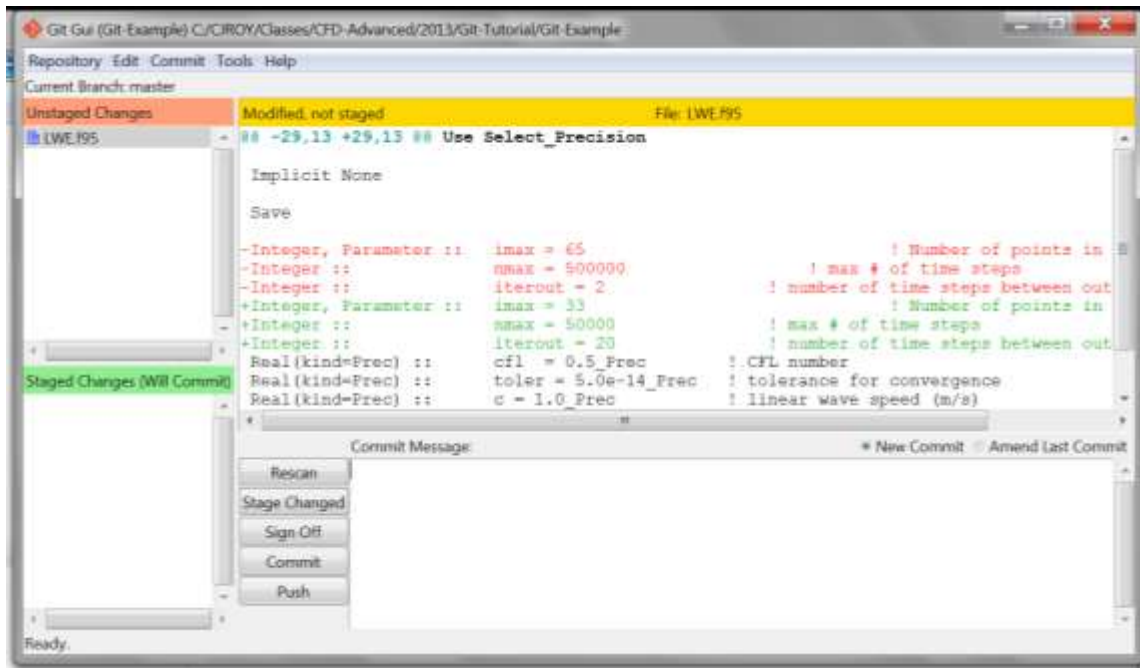 Git Gui (Git-Example) C:/CJROY/Classes/CFD-Advanced/2013/Git-Tutorial/Git-Example
Repository Edit Commit Tools Help
Current Branch: master
Unstaged Changes
LWE.f95
Staged Changes (Will Commit)
Modified, not staged File: LWE.f95
@@ -29,13 +29,13 @@ Use Select_Precision
Implicit None
Save
-Integer, Parameter :: imax = 65 ! Number of points in
-Integer :: nmax = 500000 ! max # of time steps
-Integer :: iterout = 2 ! number of time steps between out
+Integer, Parameter :: imax = 33 ! Number of points in
+Integer :: nmax = 50000 ! max # of time steps
+Integer :: iterout = 20 ! number of time steps between out
Real(kind=Prec) :: cfl = 0.5_Prec ! CFL number
Real(kind=Prec) :: toler = 5.0e-14_Prec ! tolerance for convergence
Real(kind=Prec) :: c = 1.0_Prec ! linear wave speed (m/s)
Commit Message: New Commit Amend Last Commit
Rescan
Stage Changed
Sign Off
Commit
Push
Ready.